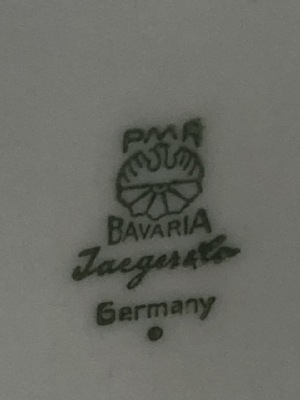 PMR
BAVARIA
Jaeger & Co
Germany